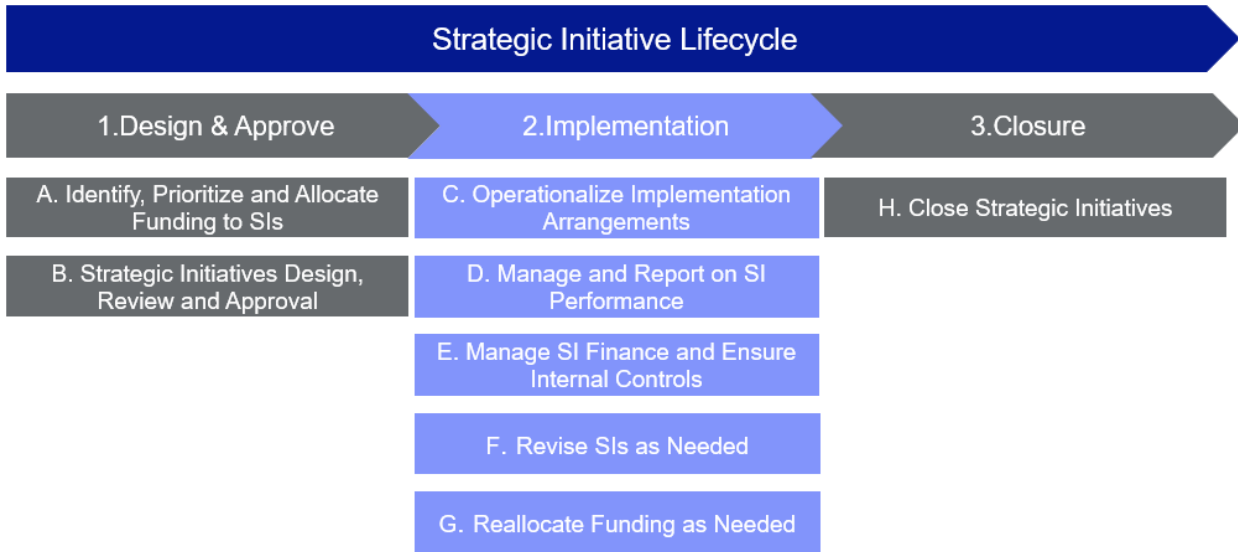 Strategic Initiative Lifecycle
1.Design & Approve
2.Implementation
3.Closure
A. Identify, Prioritize and Allocate
Funding to SIs
B. Strategic Initiatives Design,
Review and Approval
C. Operationalize Implementation
Arrangements
D. Manage and Report on SI
Performance
E. Manage SI Finance and Ensure
Internal Controls
F. Revise SIs as Needed
G. Reallocate Funding as Needed
H. Close Strategic Initiatives